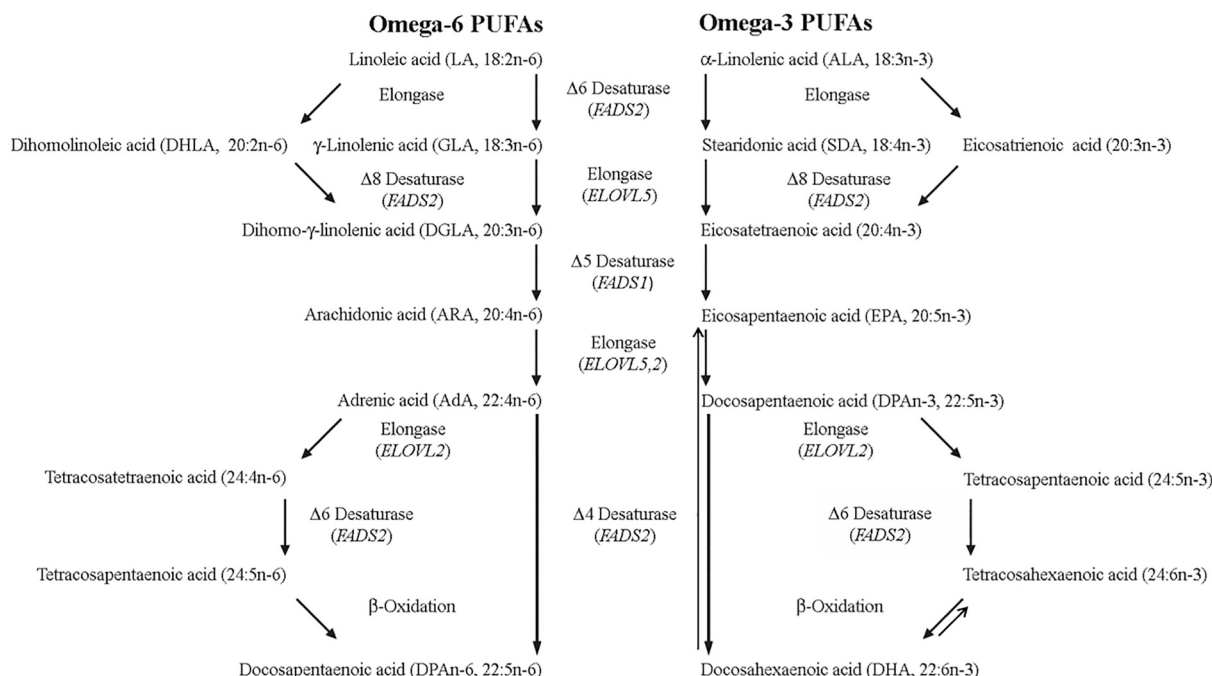 Omega-6 PUFAs
Omega-3 PUFAs
Linoleic acid (LA, 18:2n-6)
α-Linolenic acid (ALA, 18:3n-3)
Elongase
Δ6 Desaturase
(FADS2)
Elongase
Dihomolinoleic acid (DHLA, 20:2n-6)
γ-Linolenic acid (GLA, 18:3n-6)
Stearidonic acid (SDA, 18:4n-3)
Eicosatrienoic acid (20:3n-3)
Δ8 Desaturase
(FADS2)
Elongase
(ELOVL5)
Δ8 Desaturase
(FADS2)
Dihomo-γ-linolenic acid (DGLA, 20:3n-6)
Eicosatetraenoic acid (20:4n-3)
Δ5 Desaturase
(FADS1)
Arachidonic acid (ARA, 20:4n-6)
Eicosapentaenoic acid (EPA, 20:5n-3)
Elongase
(ELOVL5,2)
Adrenic acid (AdA, 22:4n-6)
Docosapentaenoic acid (DPAn-3, 22:5n-3)
Elongase
(ELOVL2)
Elongase
(ELOVL2)
Tetracosatetraenoic acid (24:4n-6)
Tetracosapentaenoic acid (24:5n-3)
Δ6 Desaturase
(FADS2)
Δ4 Desaturase
(FADS2)
Δ6 Desaturase
(FADS2)
Tetracosapentaenoic acid (24:5n-6)
Tetracosahexaenoic acid (24:6n-3)
β-Oxidation
β-Oxidation
Docosapentaenoic acid (DPAn-6, 22:5n-6)
Docosahexaenoic acid (DHA, 22:6n-3)